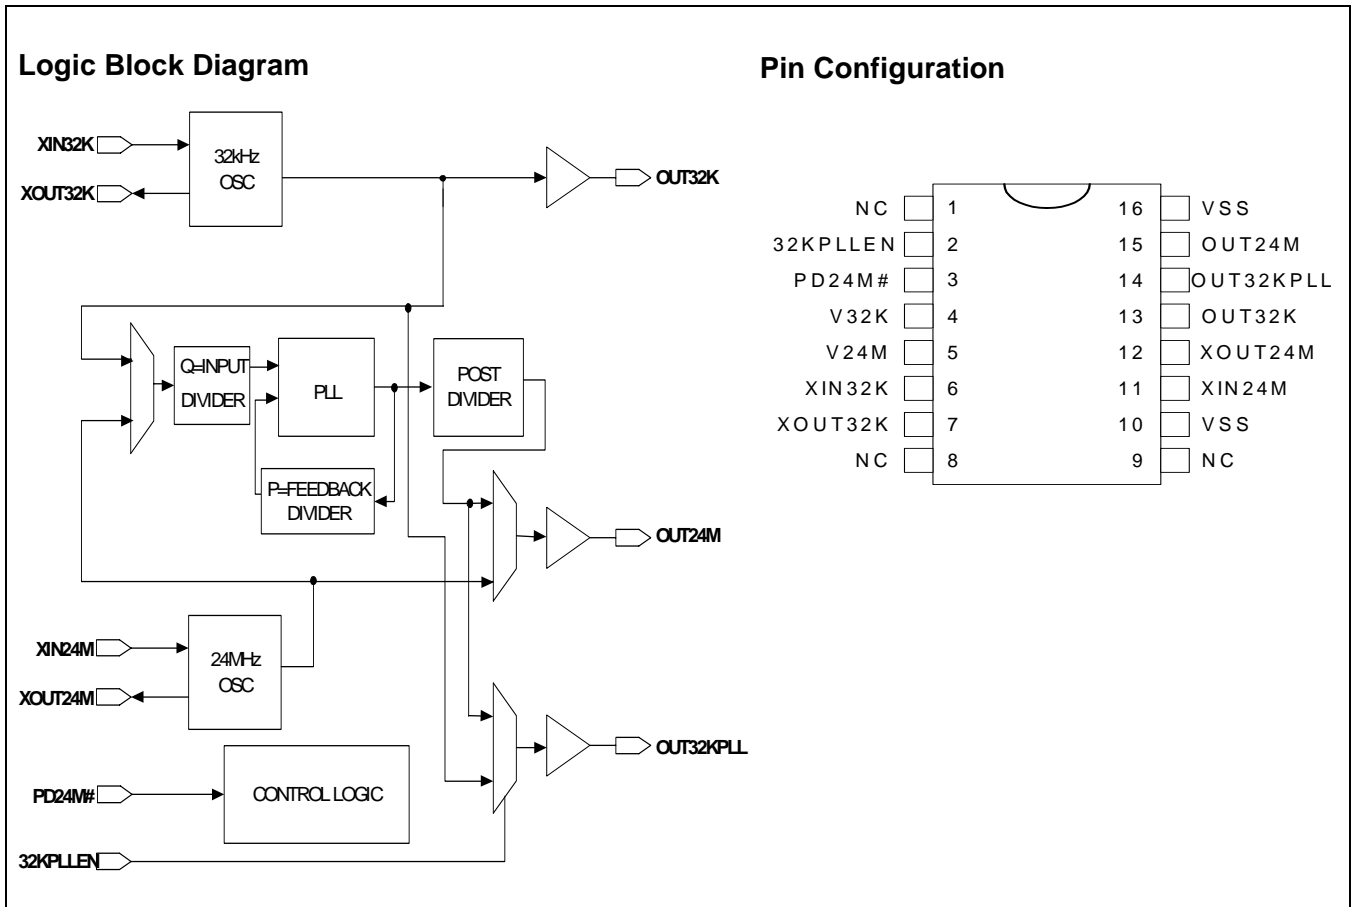 Logic Block Diagram
XIN32K
XOUT32K
32kHz
OSC
OUT32K
Q=INPUT
DIVIDER
PLL
POST
DIVIDER
P=FEEDBACK
DIVIDER
OUT24M
XIN24M
XOUT24M
24MHz
OSC
OUT32KPLL
PD24M#
CONTROL LOGIC
32KPLLEN
Pin Configuration
NC 1 16 VSS
32KPLLEN 2 15 OUT24M
PD24M# 3 14 OUT32KPLL
V32K 4 13 OUT32K
V24M 5 12 XOUT24M
XIN32K 6 11 XIN24M
XOUT32K 7 10 VSS
NC 8 9 NC